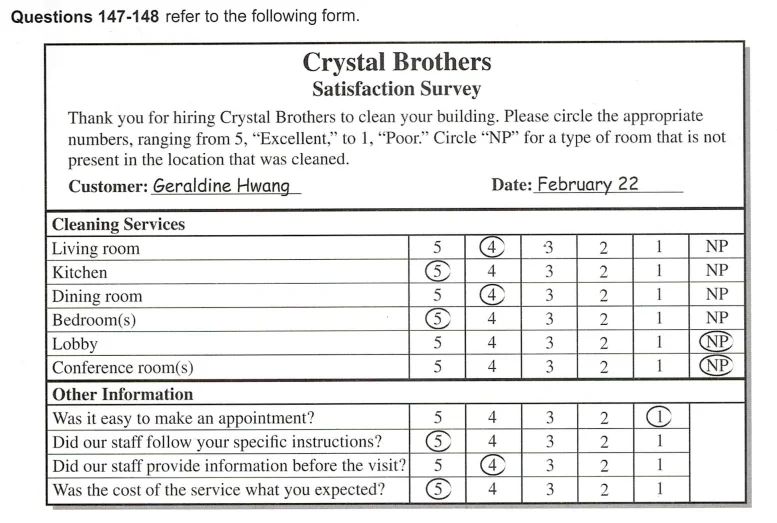 Questions 147-148 refer to the following form.
Crystal Brothers
Satisfaction Survey
Thank you for hiring Crystal Brothers to clean your building. Please circle the appropriate
numbers, ranging from 5, “Excellent,” to 1, “Poor.” Circle “NP” for a type of room that is not
present in the location that was cleaned.
Customer: Geraldine Hwang Date: February 22
Cleaning Services
Living room 5 4 3 2 1 NP
Kitchen 5 4 3 2 1 NP
Dining room 5 4 3 2 1 NP
Bedroom(s) 5 4 3 2 1 NP
Lobby 5 4 3 2 1 NP
Conference room(s) 5 4 3 2 1 NP
Other Information
Was it easy to make an appointment? 5 4 3 2 1
Did our staff follow your specific instructions? 5 4 3 2 1
Did our staff provide information before the visit? 5 4 3 2 1
Was the cost of the service what you expected? 5 4 3 2 1